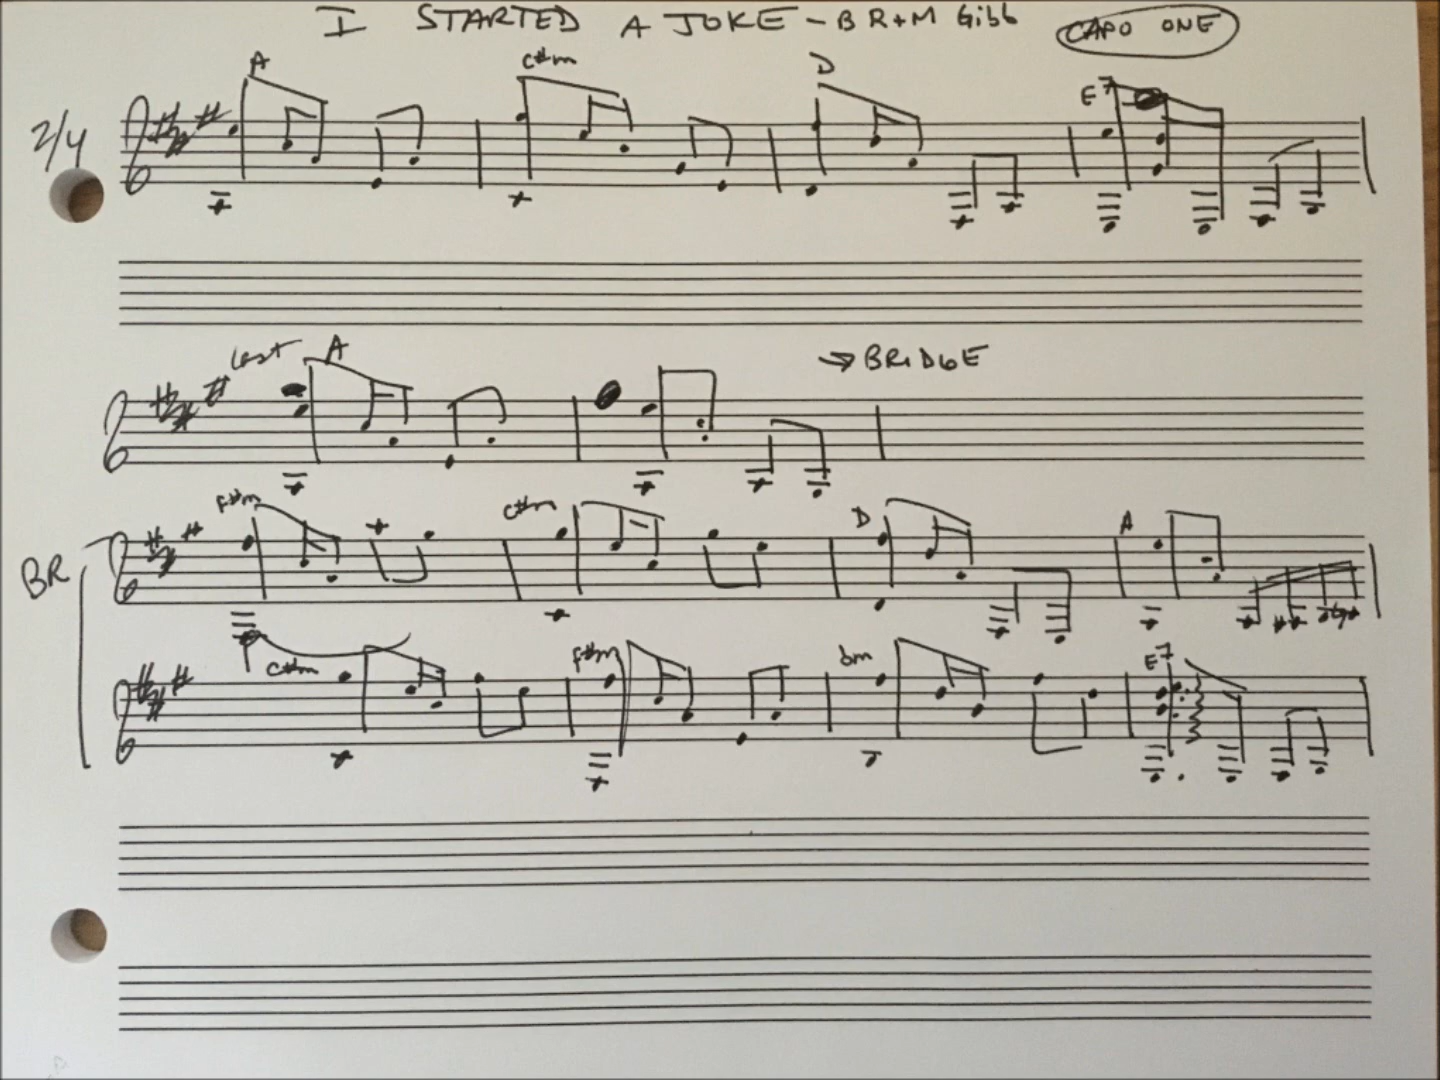 I STARTED A JOKE - B R+M Gibb CAPO ONE
2/4 A C#m D E7
Last A → BRIDGE
BR F#m C#m D A
C#m F#m Bm E7